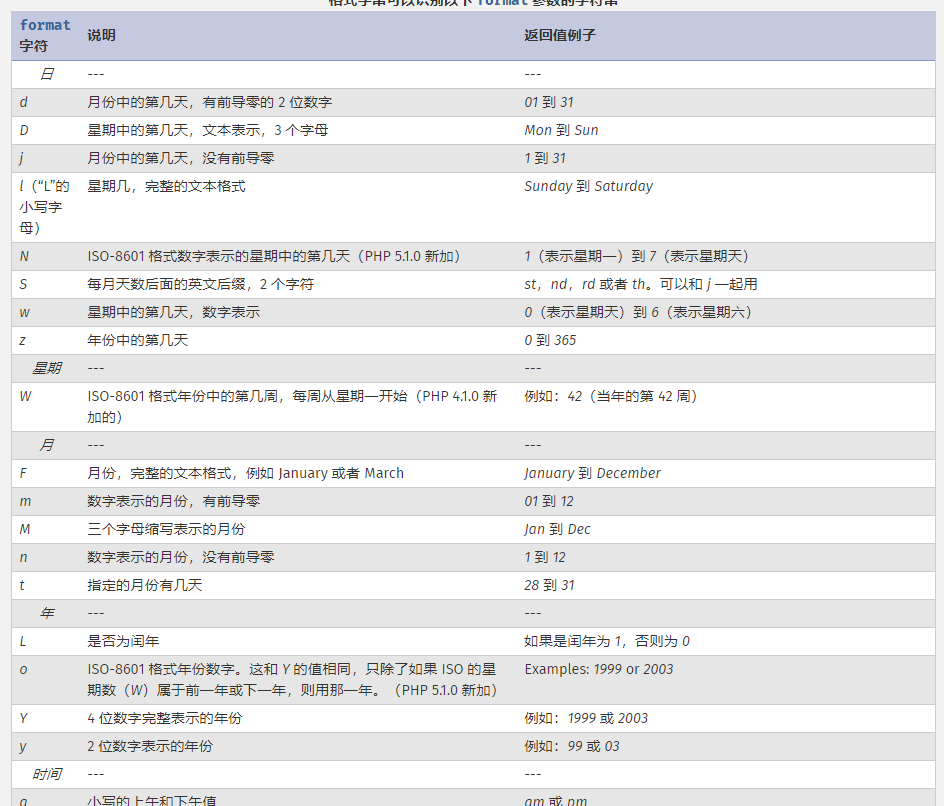 格式字串可以识别以下 format 参数的字符串
format 字符 说明 返回值例子
日 --- ---
d 月份中的第几天，有前导零的 2 位数字 01 到 31
D 星期中的第几天，文本表示，3 个字母 Mon 到 Sun
j 月份中的第几天，没有前导零 1 到 31
l（“L”的小写字母） 星期几，完整的文本格式 Sunday 到 Saturday
N ISO-8601 格式数字表示的星期中的第几天（PHP 5.1.0 新加） 1（表示星期一）到 7（表示星期天）
S 每月天数后面的英文后缀，2 个字符 st，nd，rd 或者 th。可以和 j 一起用
w 星期中的第几天，数字表示 0（表示星期天）到 6（表示星期六）
z 年份中的第几天 0 到 365
星期 --- ---
W ISO-8601 格式年份中的第几周，每周从星期一开始（PHP 4.1.0 新加的） 例如：42（当年的第 42 周）
月 --- ---
F 月份，完整的文本格式，例如 January 或者 March January 到 December
m 数字表示的月份，有前导零 01 到 12
M 三个字母缩写表示的月份 Jan 到 Dec
n 数字表示的月份，没有前导零 1 到 12
t 指定的月份有几天 28 到 31
年 --- ---
L 是否为闰年 如果是闰年为 1，否则为 0
o ISO-8601 格式年份数字。这和 Y 的值相同，只除了如果 ISO 的星期数（W）属于前一年或下一年，则用那一年。（PHP 5.1.0 新加） Examples: 1999 or 2003
Y 4 位数字完整表示的年份 例如：1999 或 2003
y 2 位数字表示的年份 例如：99 或 03
时间 --- ---
a 小写的上午和下午值 am 或 pm